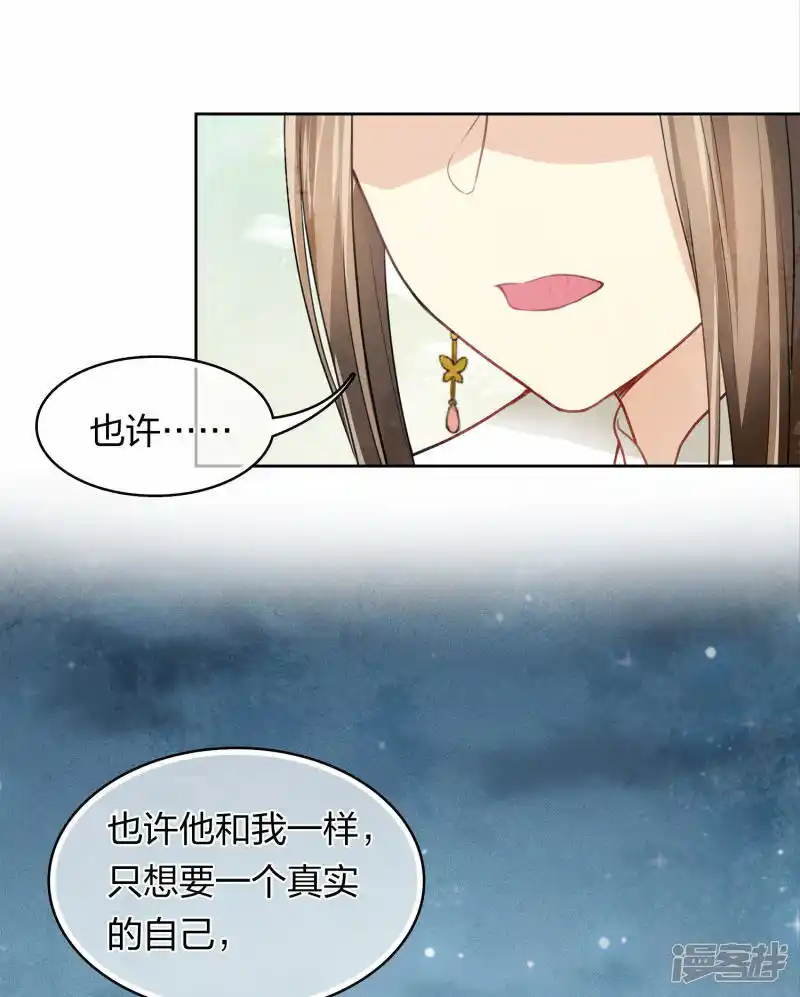 也许……
也许他和我一样，
只想要一个真实
的自己，
漫客栈